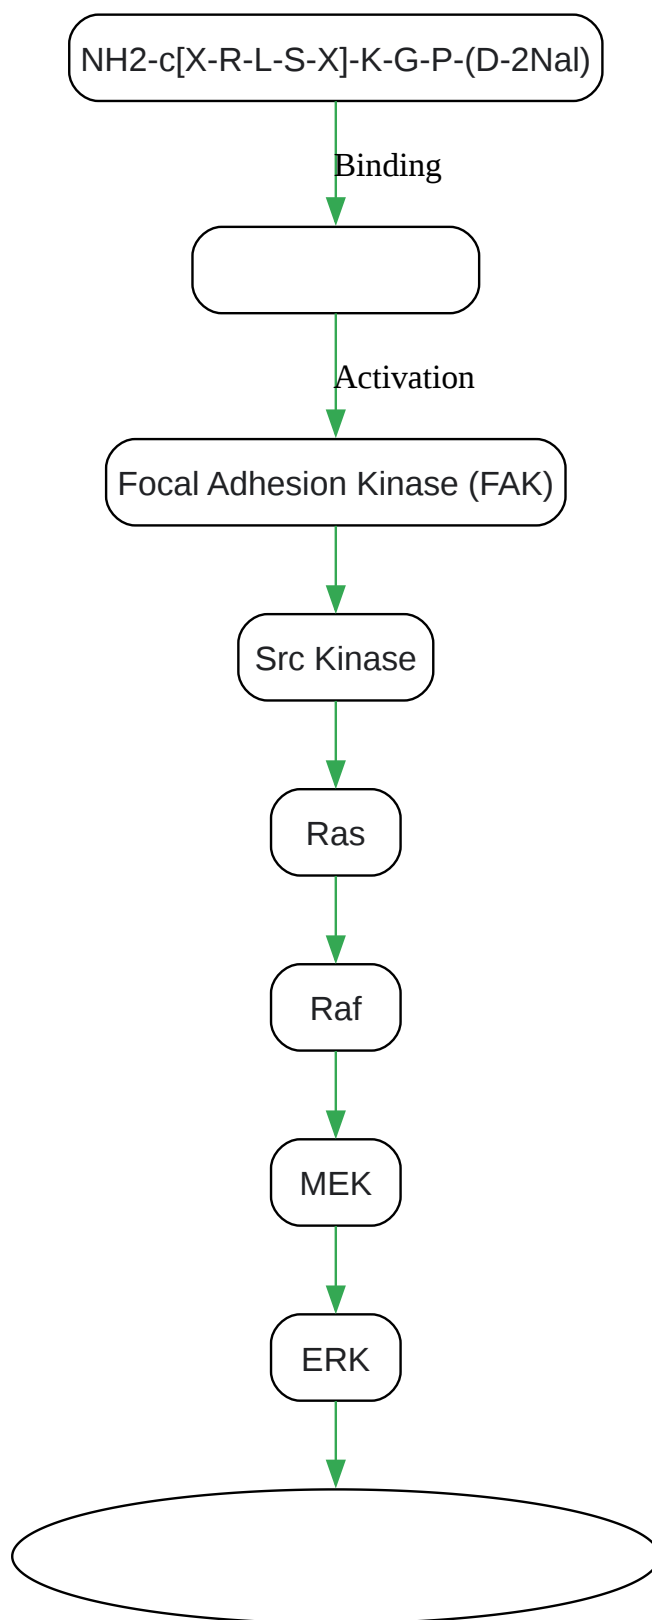 NH2-c[X-R-L-S-X]-K-G-P-(D-2Nal)
Binding
Activation
Focal Adhesion Kinase (FAK)
Src Kinase
Ras
Raf
MEK
ERK